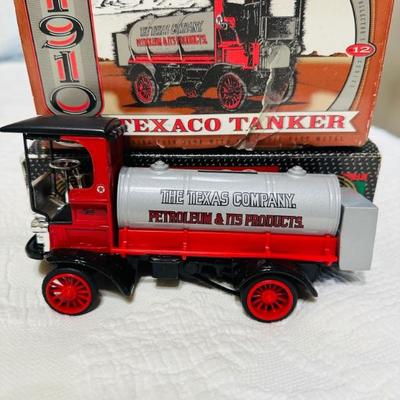 1910
THE TEXAS COMPANY.
PETROLEUM & ITS PRODUCTS.
12
TEXACO TANKER
THE TEXAS COMPANY.
PETROLEUM & ITS PRODUCTS.